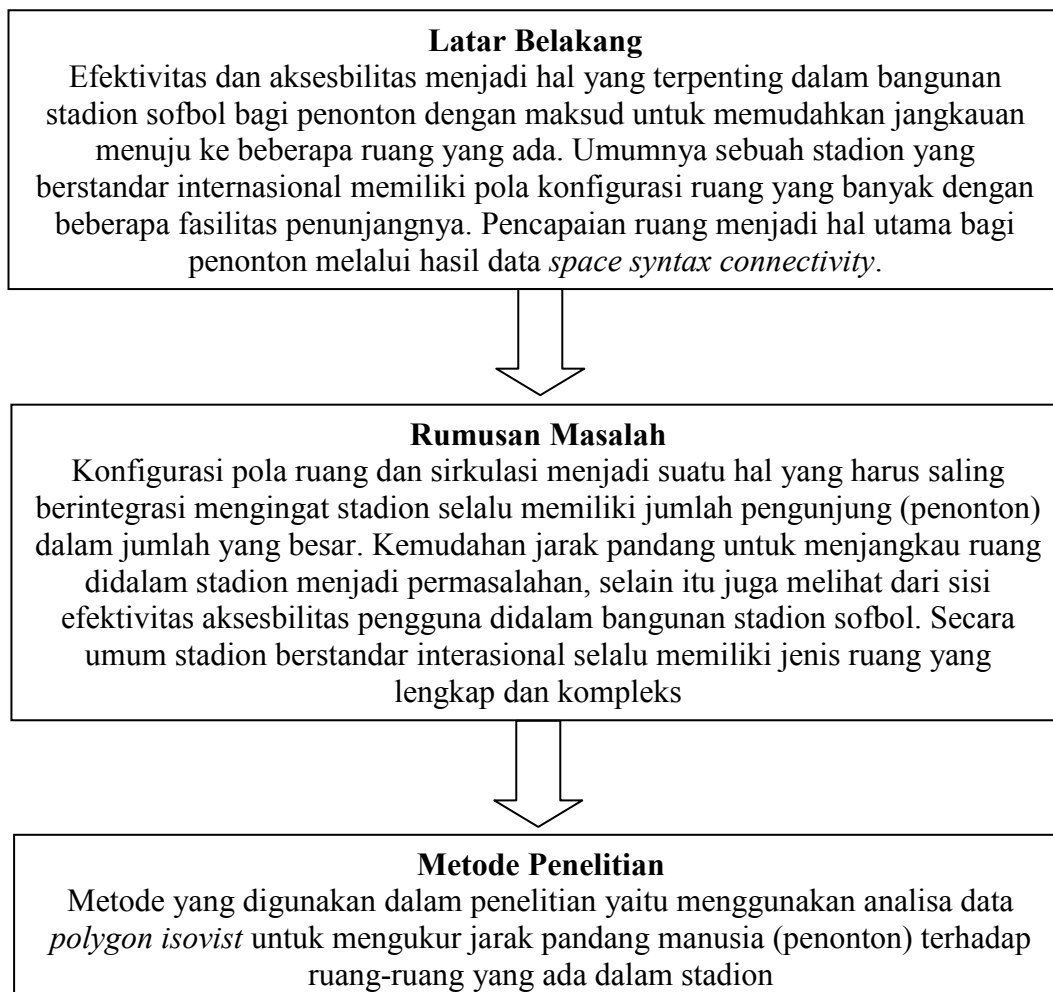 Latar Belakang
Efektivitas dan aksesbilitas menjadi hal yang terpenting dalam bangunan
stadion sofbol bagi penonton dengan maksud untuk memudahkan jangkauan
menuju ke beberapa ruang yang ada. Umumnya sebuah stadion yang
berstandar internasional memiliki pola konfigurasi ruang yang banyak dengan
beberapa fasilitas penunjangnya. Pencapaian ruang menjadi hal utama bagi
penonton melalui hasil data space syntax connectivity.
Rumusan Masalah
Konfigurasi pola ruang dan sirkulasi menjadi suatu hal yang harus saling
berintegrasi mengingat stadion selalu memiliki jumlah pengunjung (penonton)
dalam jumlah yang besar. Kemudahan jarak pandang untuk menjangkau ruang
didalam stadion menjadi permasalahan, selain itu juga melihat dari sisi
efektivitas aksesbilitas pengguna didalam bangunan stadion sofbol. Secara
umum stadion berstandar interasional selalu memiliki jenis ruang yang
lengkap dan kompleks
Metode Penelitian
Metode yang digunakan dalam penelitian yaitu menggunakan analisa data
polygon isovist untuk mengukur jarak pandang manusia (penonton) terhadap
ruang-ruang yang ada dalam stadion